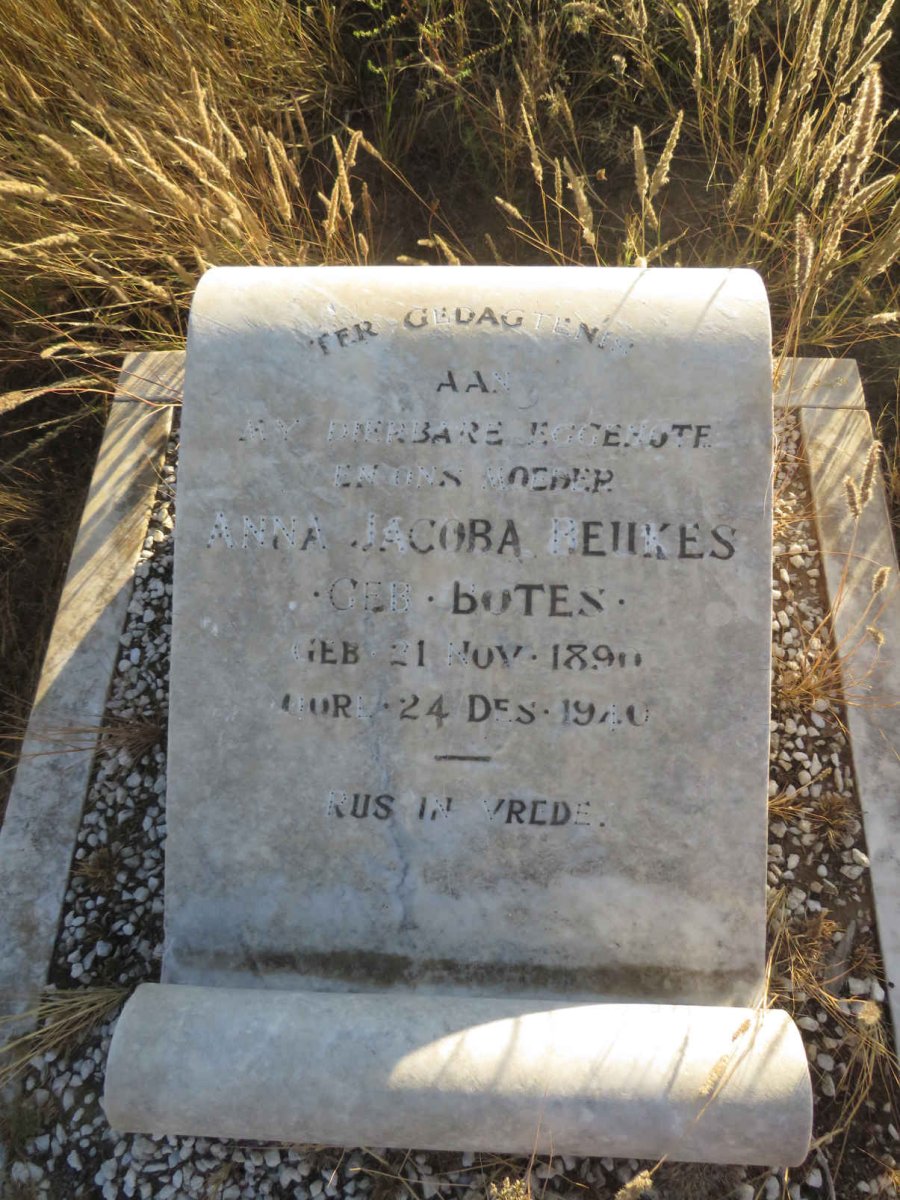 TER GEDAGTENIS
AAN
MY DIERBARE EGGENOTE
EN ONS MOEDER
ANNA JACOBA BEUKES
·GEB·BOTES·
GEB·21 NOV·1890
OORL·24 DES·1940
RUS IN VREDE.